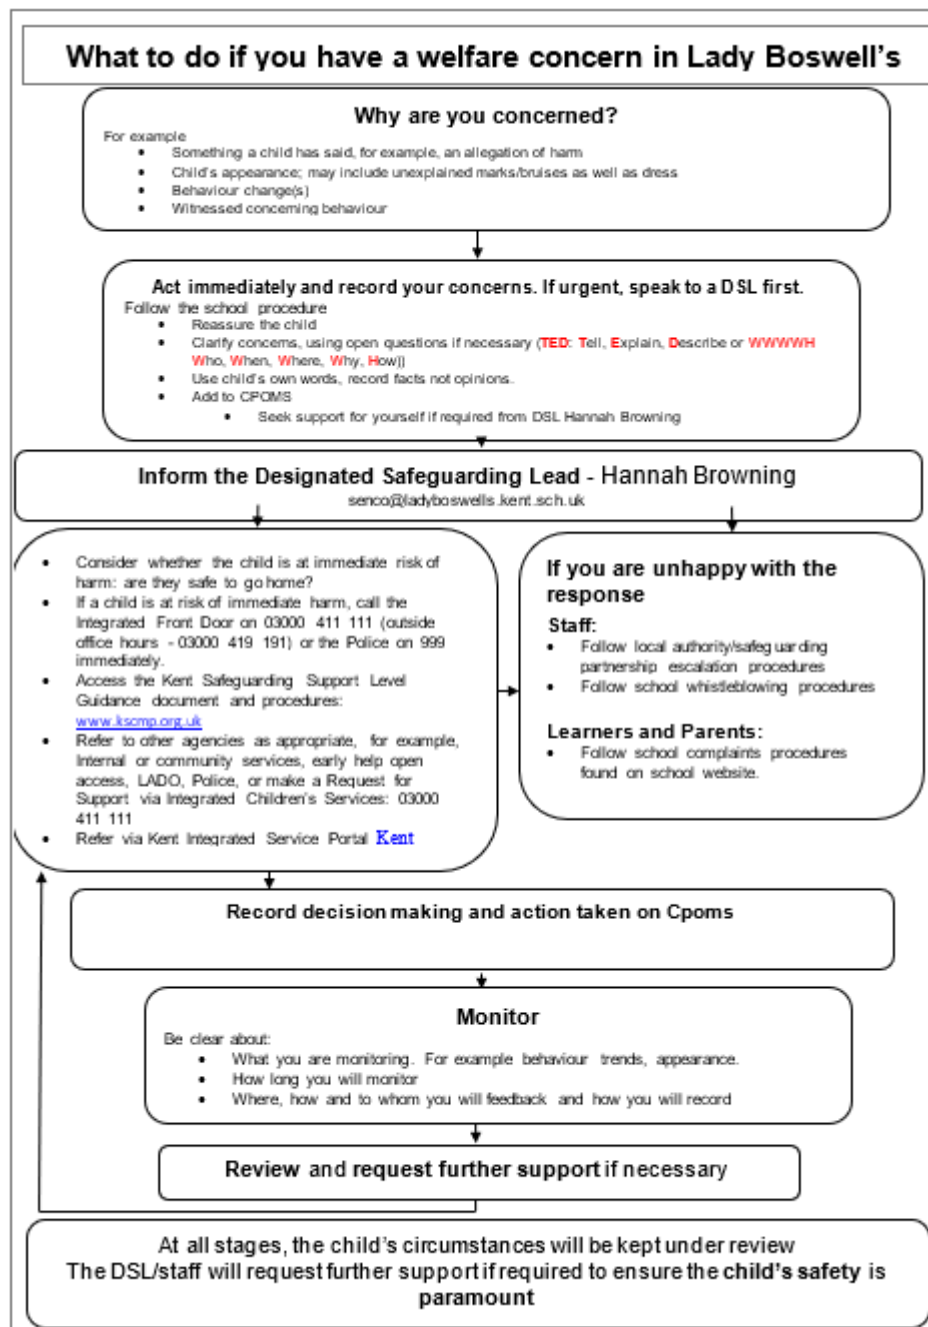 What to do if you have a welfare concern in Lady Boswell's
Why are you concerned?
For example
• Something a child has said, for example, an allegation of harm
• Child's appearance; may include unexplained marks/bruises as well as dress
• Behaviour change(s)
• Witnessed concerning behaviour
Act immediately and record your concerns. If urgent, speak to a DSL first.
Follow the school procedure
• Reassure the child
• Clarify concerns, using open questions if necessary (TED: Tell, Explain, Describe or WWWWH
Who, When, Where, Why, How))
• Use child's own words, record facts not opinions.
• Add to CPOMS
• Seek support for yourself if required from DSL Hannah Browning
Inform the Designated Safeguarding Lead - Hannah Browning
senco@ladyboswells.kent.sch.uk
• Consider whether the child is at immediate risk of
harm: are they safe to go home?
• If a child is at risk of immediate harm, call the
Integrated Front Door on 03000 411 111 (outside
office hours - 03000 419 191) or the Police on 999
immediately.
• Access the Kent Safeguarding Support Level
Guidance document and procedures:
www.kscmp.org.uk
• Refer to other agencies as appropriate, for example,
Internal or community services, early help open
access, LADO, Police, or make a Request for
Support via Integrated Children's Services: 03000
411 111
• Refer via Kent Integrated Service Portal Kent
If you are unhappy with the
response
Staff:
• Follow local authority/safeguarding
partnership escalation procedures
• Follow school whistleblowing procedures
Learners and Parents:
• Follow school complaints procedures
found on school website.
Record decision making and action taken on Cpoms
Monitor
Be clear about:
• What you are monitoring. For example behaviour trends, appearance.
• How long you will monitor
• Where, how and to whom you will feedback and how you will record
Review and request further support if necessary
At all stages, the child's circumstances will be kept under review
The DSL/staff will request further support if required to ensure the child's safety is
paramount